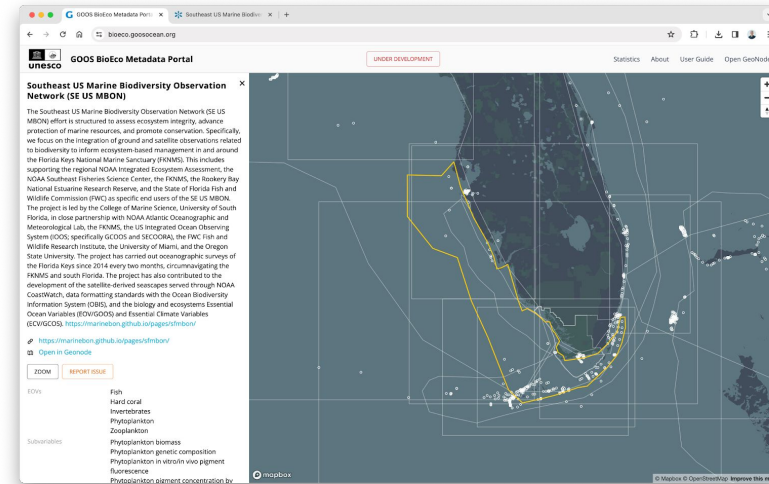 GOOS BioEco Metadata Porta
Southeast US Marine Biodive
bioeco.goosocean.org
unesco
GOOS BioEco Metadata Portal
UNDER DEVELOPMENT
Statistics About User Guide Open GeoNode
Southeast US Marine Biodiversity Observation
Network (SE US MBON)
The Southeast US Marine Biodiversity Observation Network (SE US
MBON) effort is structured to assess ecosystem integrity, advance
protection of marine resources, and promote conservation. Specifically,
we focus on the integration of ground and satellite observations related
to biodiversity to inform ecosystem-based management in and around
the Florida Keys National Marine Sanctuary (FKNMS). This includes
supporting the regional NOAA Integrated Ecosystem Assessment, the
NOAA Southeast Fisheries Science Center, the FKNMS, the Rookery Bay
National Estuarine Research Reserve, and the State of Florida Fish and
Wildlife Commission (FWC) as specific end users of the SE US MBON.
The project is led by the College of Marine Science, University of South
Florida, in close partnership with NOAA Atlantic Oceanographic and
Meteorological Lab, the FKNMS, the US Integrated Ocean Observing
System (IOOS; specifically GCOOS and SECOORA), the FWC Fish and
Wildlife Research Institute, the University of Miami, and the Oregon
State University. The project has carried out oceanographic surveys of
the Florida Keys since 2014 every two months, circumnavigating the
FKNMS and south Florida. The project has also contributed to the
development of the satellite-derived seascapes served through NOAA
CoastWatch, data formatting standards with the Ocean Biodiversity
Information System (OBIS), and the biology and ecosystems Essential
Ocean Variables (EOV/GOOS) and Essential Climate Variables
(ECV/GCOS). https://marinebon.github.io/pages/sfmbon/
https://marinebon.github.io/pages/sfmbon/
Open in Geonode
ZOOM REPORT ISSUE
EOVs Fish
Hard coral
Invertebrates
Phytoplankton
Zooplankton
Subvariables Phytoplankton biomass
Phytoplankton genetic composition
Phytoplankton in vitro/in vivo pigment
fluorescence
Phytoplankton pigment concentration by
mapbox
© Mapbox © OpenStreetMap Improve this m